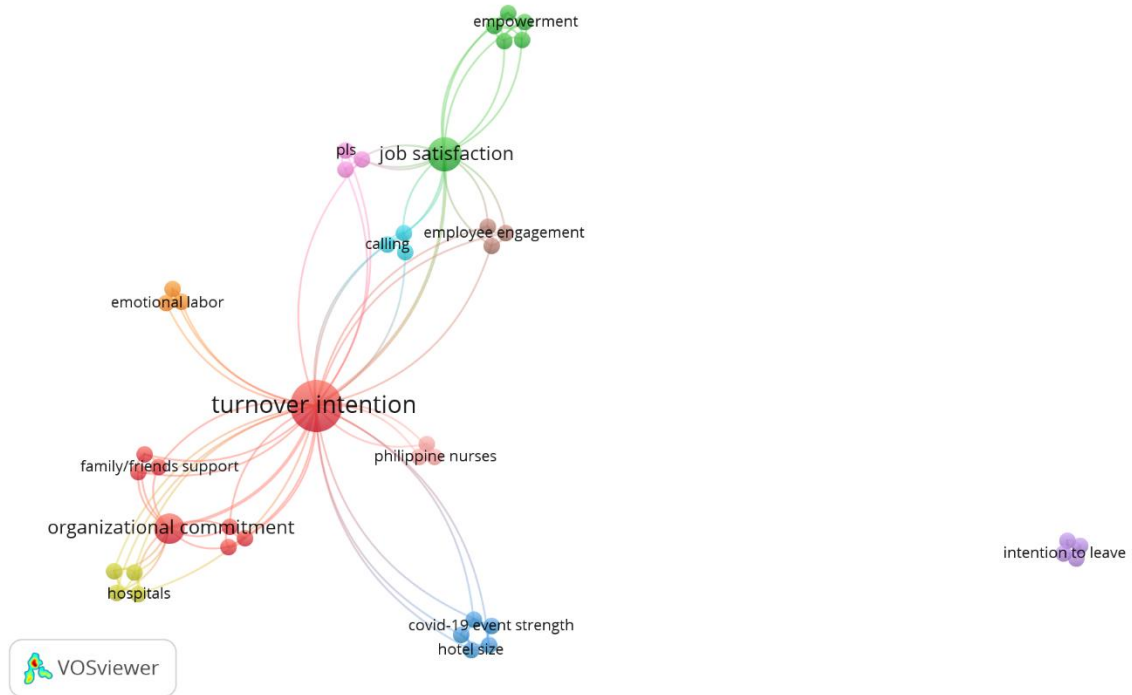 empowerment
pls
job satisfaction
calling
employee engagement
emotional labor
turnover intention
philippine nurses
family/friends support
organizational commitment
intention to leave
hospitals
covid-19 event strength
hotel size
VOSviewer